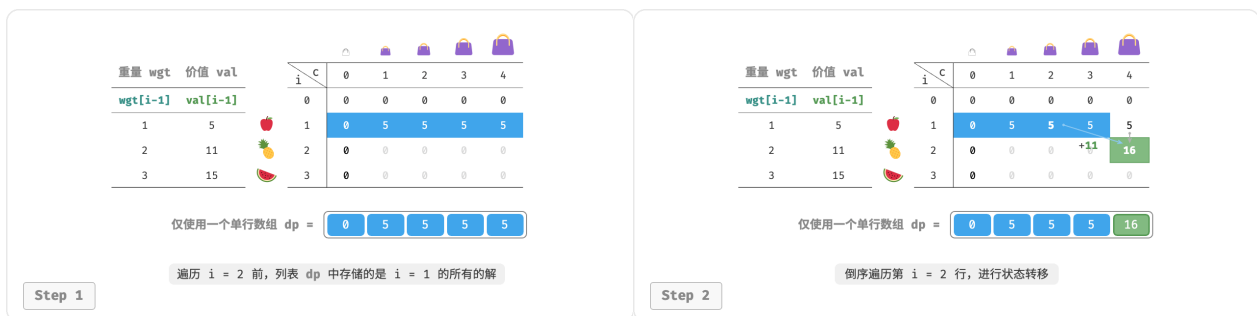 重量 wgt 价值 val
i c 0 1 2 3 4
wgt[i-1] val[i-1] 0 0 0 0 0 0
1 5 1 0 5 5 5 5
2 11 2 0 0 0 0 0
3 15 3 0 0 0 0 0
仅使用一个单行数组 dp = 0 5 5 5 5
遍历 i = 2 前，列表 dp 中存储的是 i = 1 的所有的解
Step 1
重量 wgt 价值 val
i c 0 1 2 3 4
wgt[i-1] val[i-1] 0 0 0 0 0 0
1 5 1 0 5 5 5 5
2 11 2 0 0 0 0 +11 16
3 15 3 0 0 0 0 0
仅使用一个单行数组 dp = 0 5 5 5 16
倒序遍历第 i = 2 行，进行状态转移
Step 2